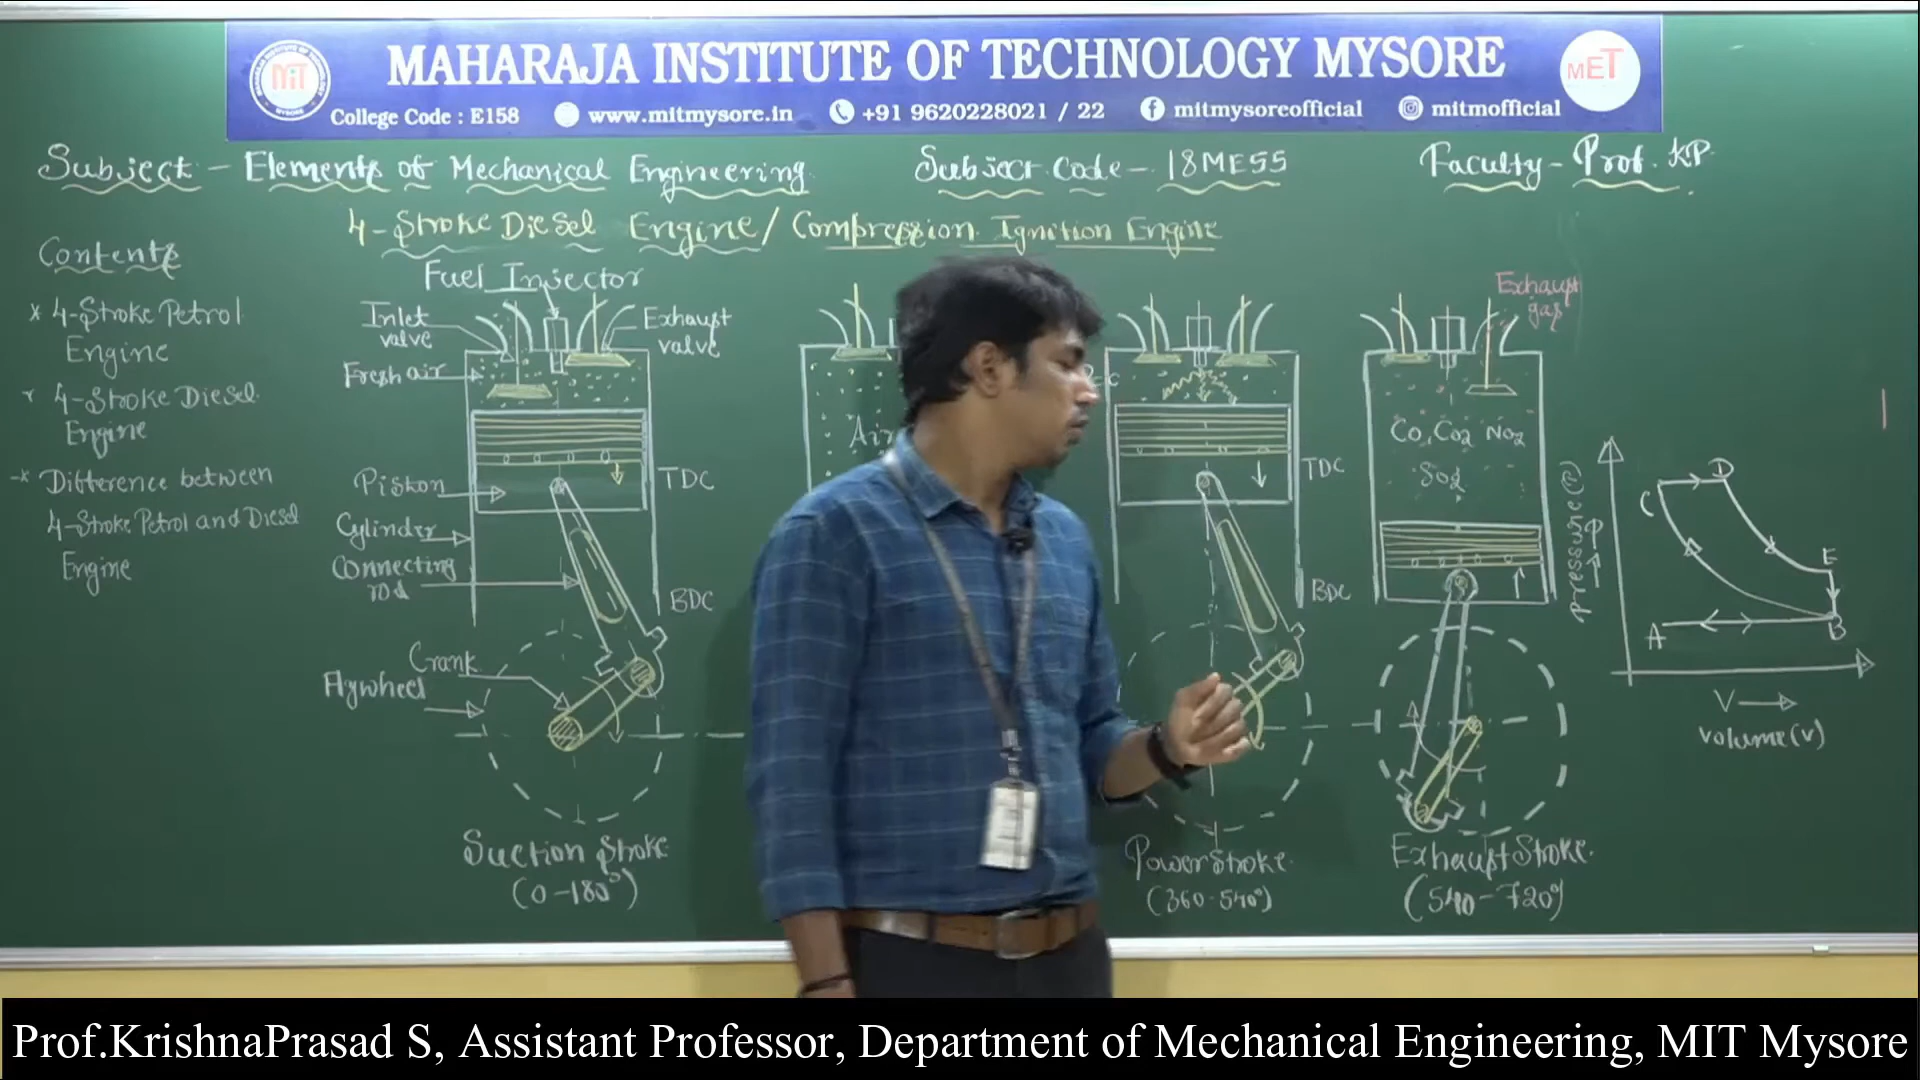 MAHARAJA INSTITUTE OF TECHNOLOGY MYSORE
College Code : E158 www.mitmysore.in +91 9620228021 / 22 mitmysoreofficial mitmofficial
MiT
MET
Subject - Elements of Mechanical Engineering
Subject Code - 18ME55
Faculty - Prof. KP
4-Stroke Diesel Engine / Compression Ignition Engine
Contents
* 4-Stroke Petrol
Engine
* 4-Stroke Diesel
Engine
* Difference between
4-Stroke Petrol and Diesel
Engine
Fuel Injector
Inlet
valve
Exhaust
valve
Fresh air
Piston
Cylinder
Connecting
rod
Crank
Flywheel
TDC
BDC
Suction Stroke
(0-180°)
Air
TDC
BDC
Power Stroke
(360-540°)
Exhaust
gas
Co, Co2 No2
So2
Exhaust Stroke
(540-720°)
Pressure (P)
P
C
D
E
A
B
V
Volume (v)
Prof.KrishnaPrasad S, Assistant Professor, Department of Mechanical Engineering, MIT Mysore